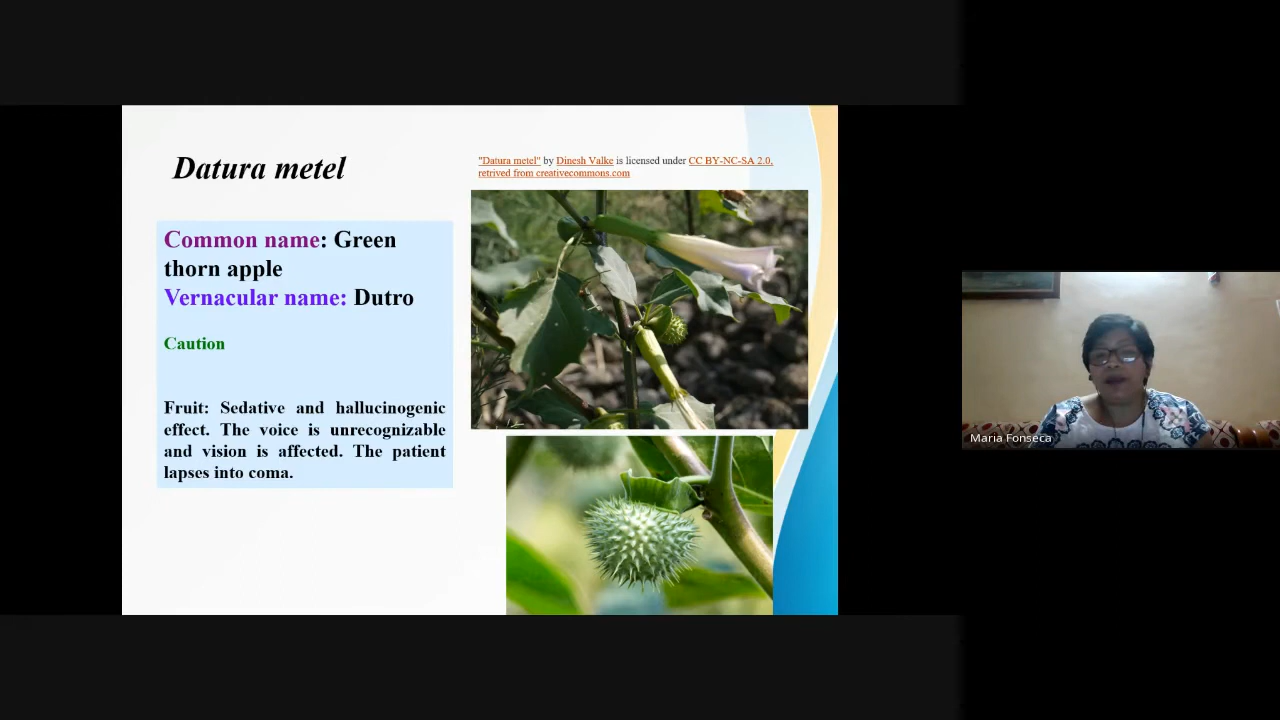 Datura metel
"Datura metel" by Dinesh Valke is licensed under CC BY-NC-SA 2.0,
retrived from creativecommons.com
Common name: Green
thorn apple
Vernacular name: Dutro
Caution
Fruit: Sedative and hallucinogenic
effect. The voice is unrecognizable
and vision is affected. The patient
lapses into coma.
Maria Fonseca